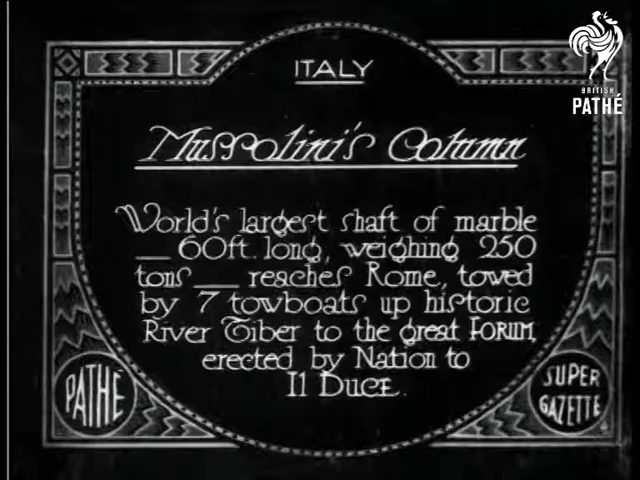 ITALY
Mussolini's Column
World's largest shaft of marble
— 60ft. long, weighing 250
tons — reaches Rome, towed
by 7 towboats up historic
River Tiber to the great FORUM,
erected by Nation to
Il Duce.
PATHÉ
SUPER
GAZETTE
BRITISH
PATHÉ